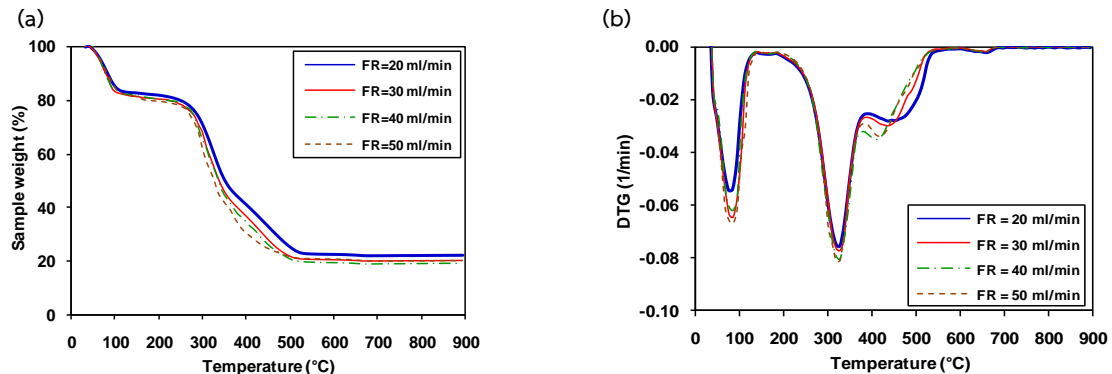 (a)
100
80
60
40
20
0
Sample weight (%)
0 100 200 300 400 500 600 700 800 900
Temperature (°C)
FR=20 ml/min
FR=30 ml/min
FR=40 ml/min
FR=50 ml/min
(b)
0.00
-0.02
-0.04
-0.06
-0.08
-0.10
DTG (1/min)
0 100 200 300 400 500 600 700 800 900
Temperature (°C)
FR = 20 ml/min
FR = 30 ml/min
FR = 40 ml/min
FR = 50 ml/min